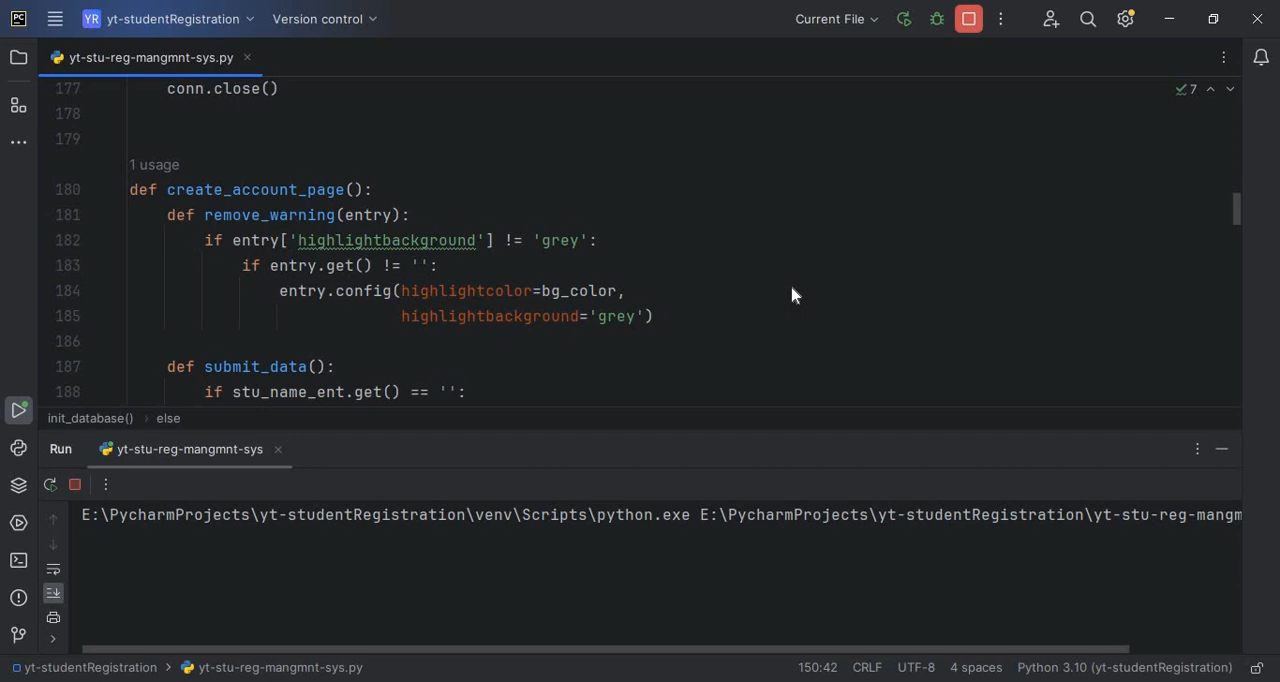 PC YR yt-studentRegistration Version control Current File
yt-stu-reg-mangmnt-sys.py
177 conn.close() 7
178
179
1 usage
180 def create_account_page():
181 def remove_warning(entry):
182 if entry['highlightbackground'] != 'grey':
183 if entry.get() != '':
184 entry.config(highlightcolor=bg_color,
185 highlightbackground='grey')
186
187 def submit_data():
188 if stu_name_ent.get() == '':
init_database() › else
Run yt-stu-reg-mangmnt-sys
E:\PycharmProjects\yt-studentRegistration\venv\Scripts\python.exe E:\PycharmProjects\yt-studentRegistration\yt-stu-reg-mangm
yt-studentRegistration > yt-stu-reg-mangmnt-sys.py 150:42 CRLF UTF-8 4 spaces Python 3.10 (yt-studentRegistration)